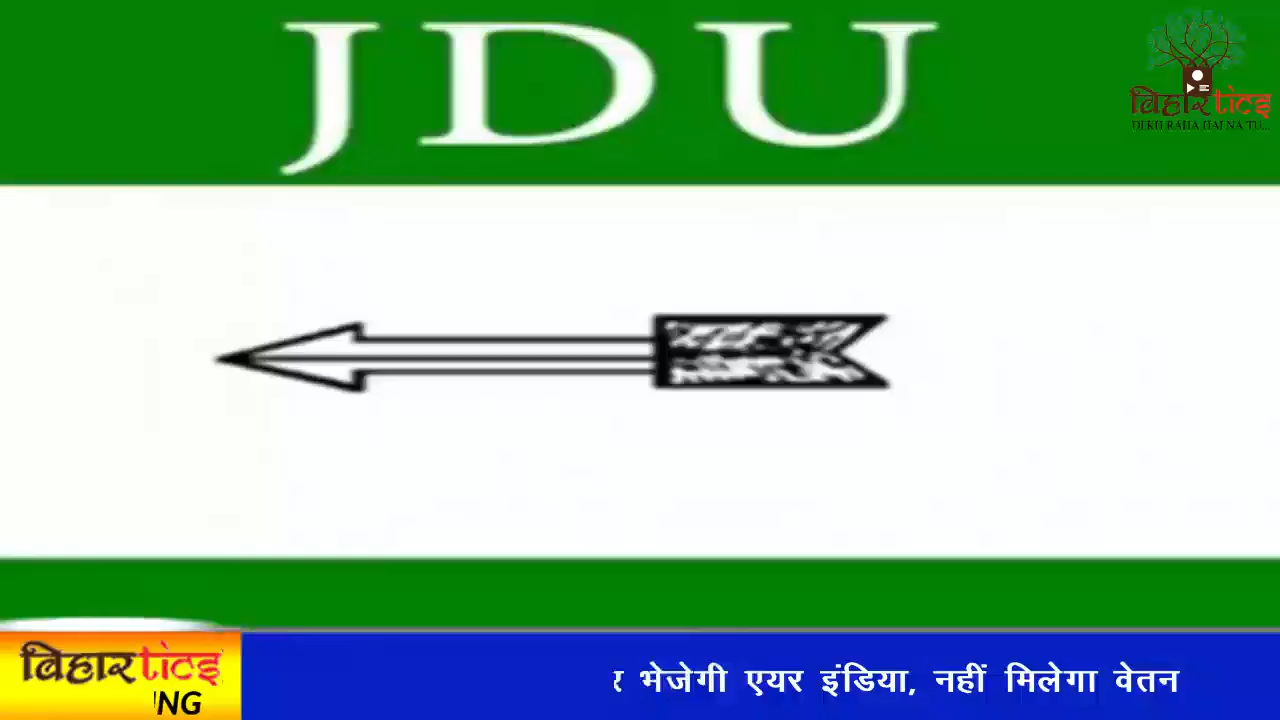 JDU
बिहारtics
DEKH RAHA HAI NA TU...
बिहारtics
NG
र भेजेगी एयर इंडिया, नहीं मिलेगा वेतन